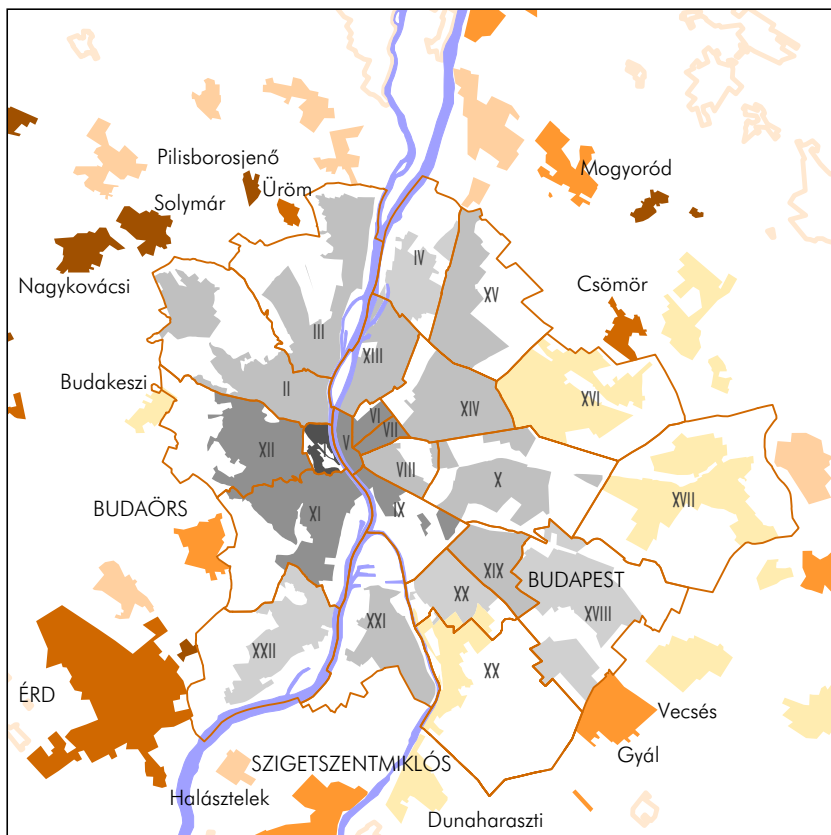 Pilisborosjenő
Mogyoród
Üröm
Solymár
IV
Nagykovácsi
XV
Csömör
III
XIII
Budakeszi
II
XVI
VI
XIV
VII
XII
V
VIII
X
XVII
BUDAÖRS
XI
IX
XIX
BUDAPEST
XX
XVIII
XXI
XXII
XX
ÉRD
Vecsés
Gyál
SZIGETSZENTMIKLÓS
Halásztelek
Dunaharaszti